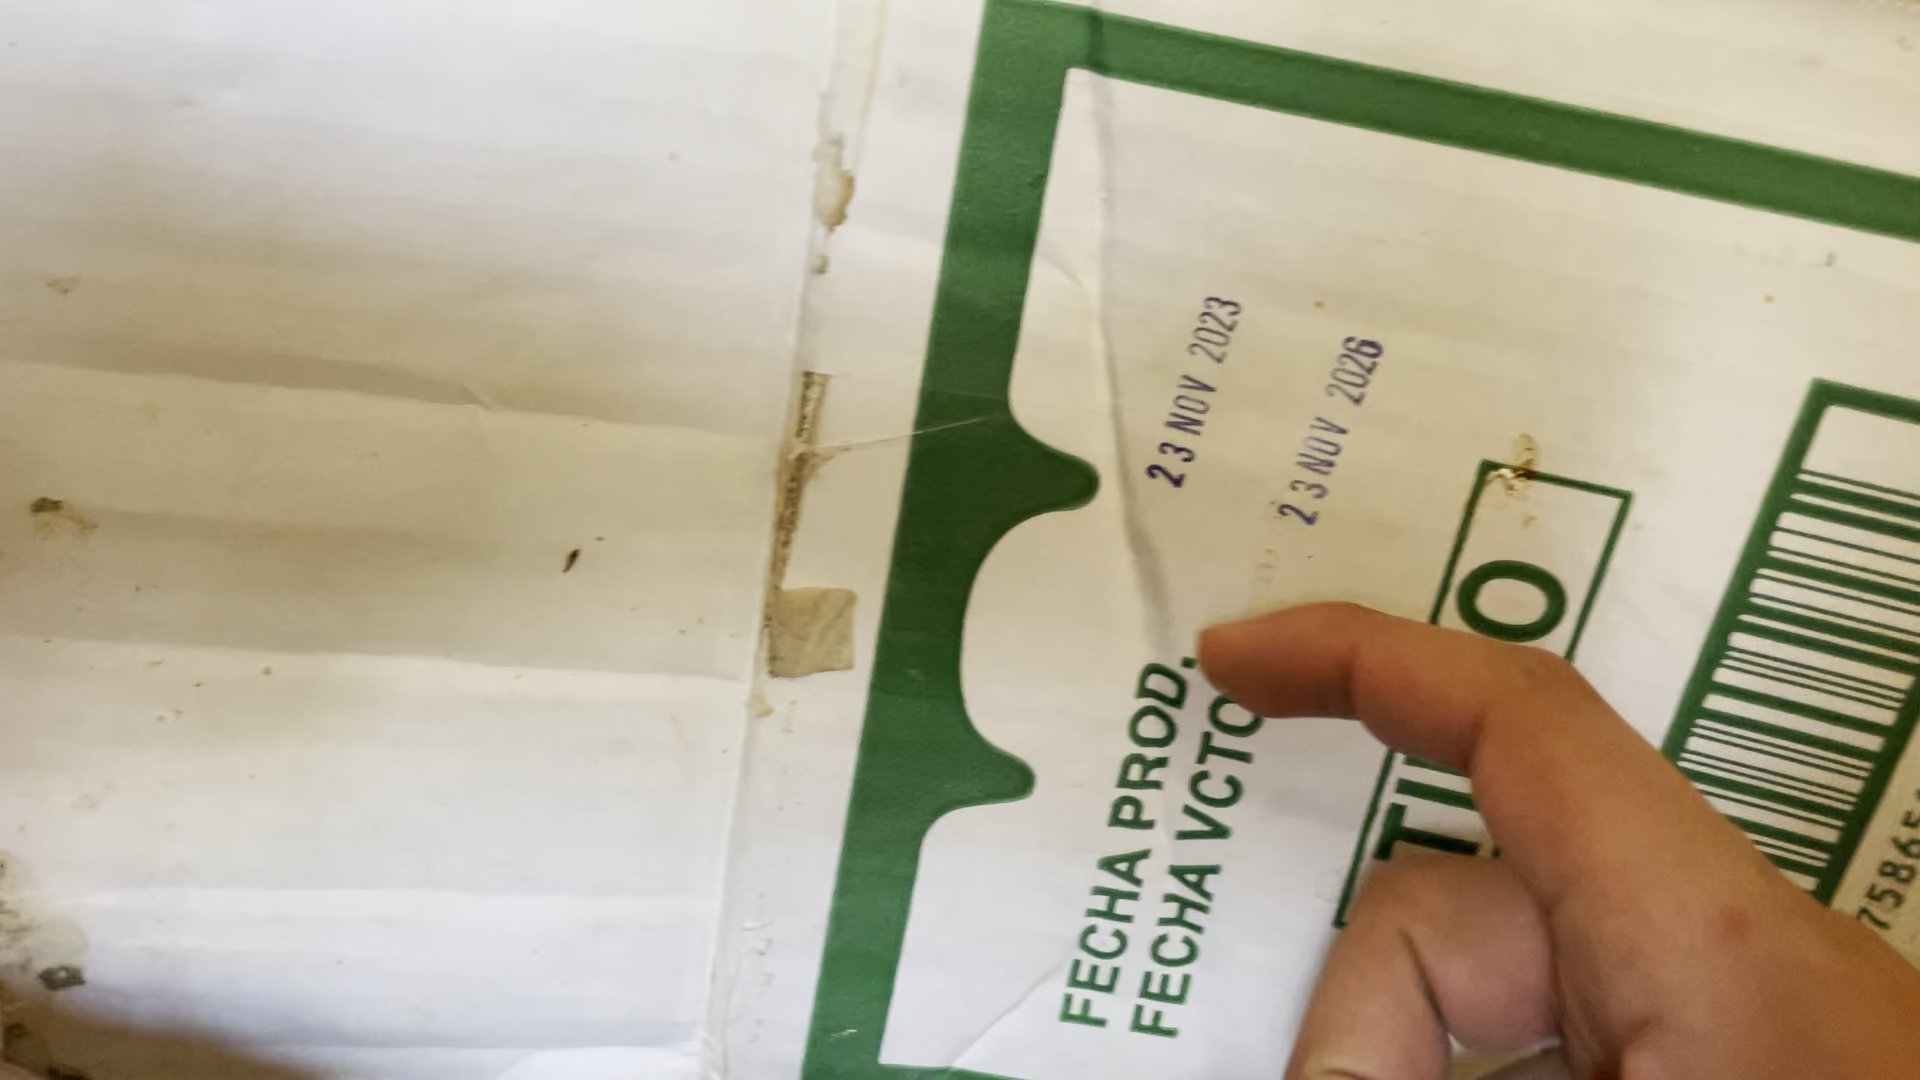 FECHA PROD. 23 NOV 2023
FECHA VCTO 23 NOV 2026